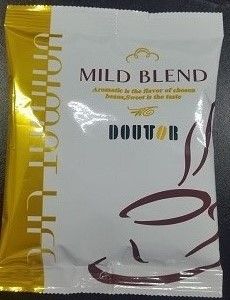 MILD BLEND
Aromatic is the flavor of chosen
beans,Sweet is the taste
DOUTOR